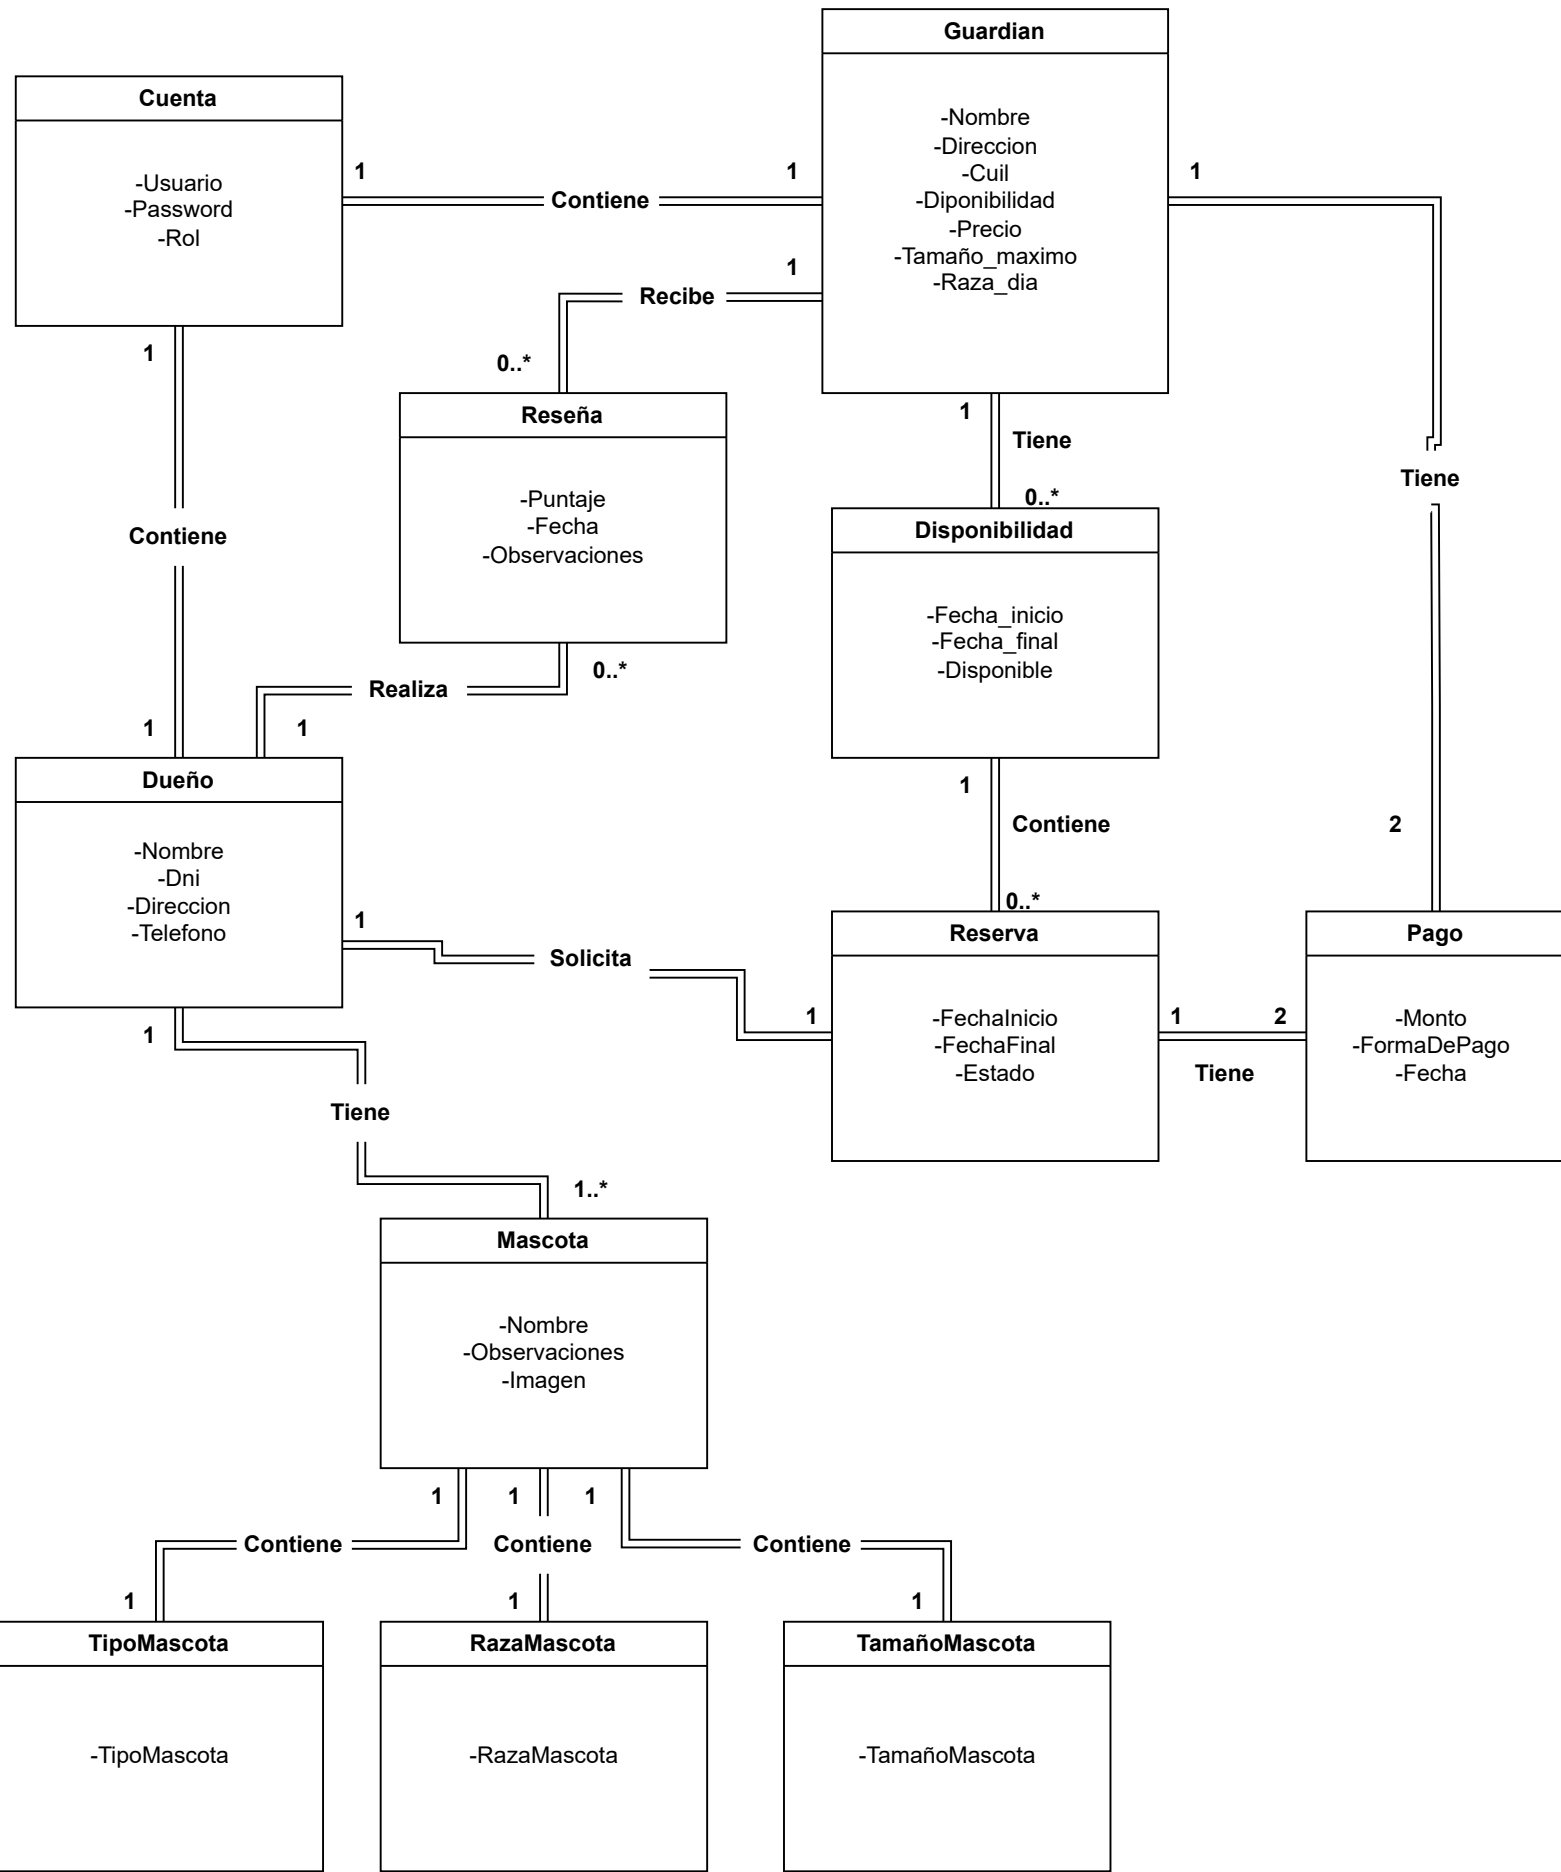 Guardian
-Nombre
-Direccion
-Cuil
-Diponibilidad
-Precio
-Tamaño_maximo
-Raza_dia
Cuenta
-Usuario
-Password
-Rol
1
Contiene
1
1
1
Recibe
0..*
1
Contiene
1
Reseña
-Puntaje
-Fecha
-Observaciones
0..*
Realiza
1
1
Tiene
0..*
Disponibilidad
-Fecha_inicio
-Fecha_final
-Disponible
1
Contiene
0..*
Tiene
2
Dueño
-Nombre
-Dni
-Direccion
-Telefono
1
Solicita
1
Reserva
-FechaInicio
-FechaFinal
-Estado
1
2
Tiene
Pago
-Monto
-FormaDePago
-Fecha
1
Tiene
1..*
Mascota
-Nombre
-Observaciones
-Imagen
1
1
1
Contiene
Contiene
Contiene
1
1
1
TipoMascota
-TipoMascota
RazaMascota
-RazaMascota
TamañoMascota
-TamañoMascota